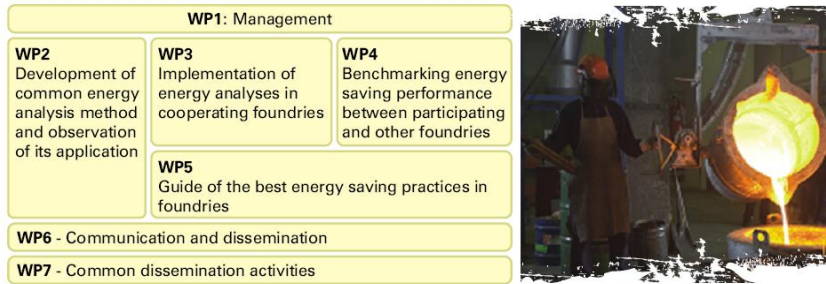 WP1: Management
WP2
Development of
common energy
analysis method
and observation
of its application
WP3
Implementation of
energy analyses in
cooperating foundries
WP4
Benchmarking energy
saving performance
between participating
and other foundries
WP5
Guide of the best energy saving practices in
foundries
WP6 - Communication and dissemination
WP7 - Common dissemination activities